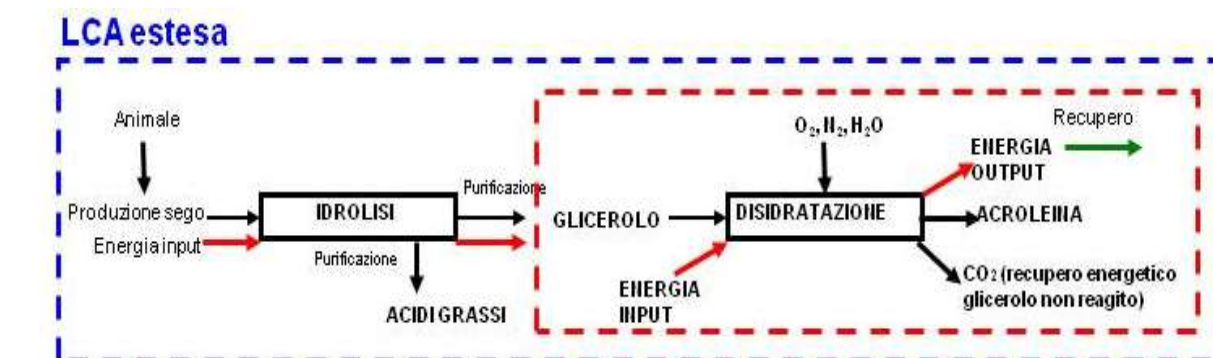 LCA estesa
Animale
Produzione sego
Energia input
IDROLISI
Purificazione
Purificazione
ACIDI GRASSI
GLICEROLO
ENERGIA
INPUT
O₂, N₂, H₂O
DISIDRATAZIONE
Recupero
ENERGIA
OUTPUT
ACROLEINA
CO₂ (recupero energetico
glicerolo non reagito)